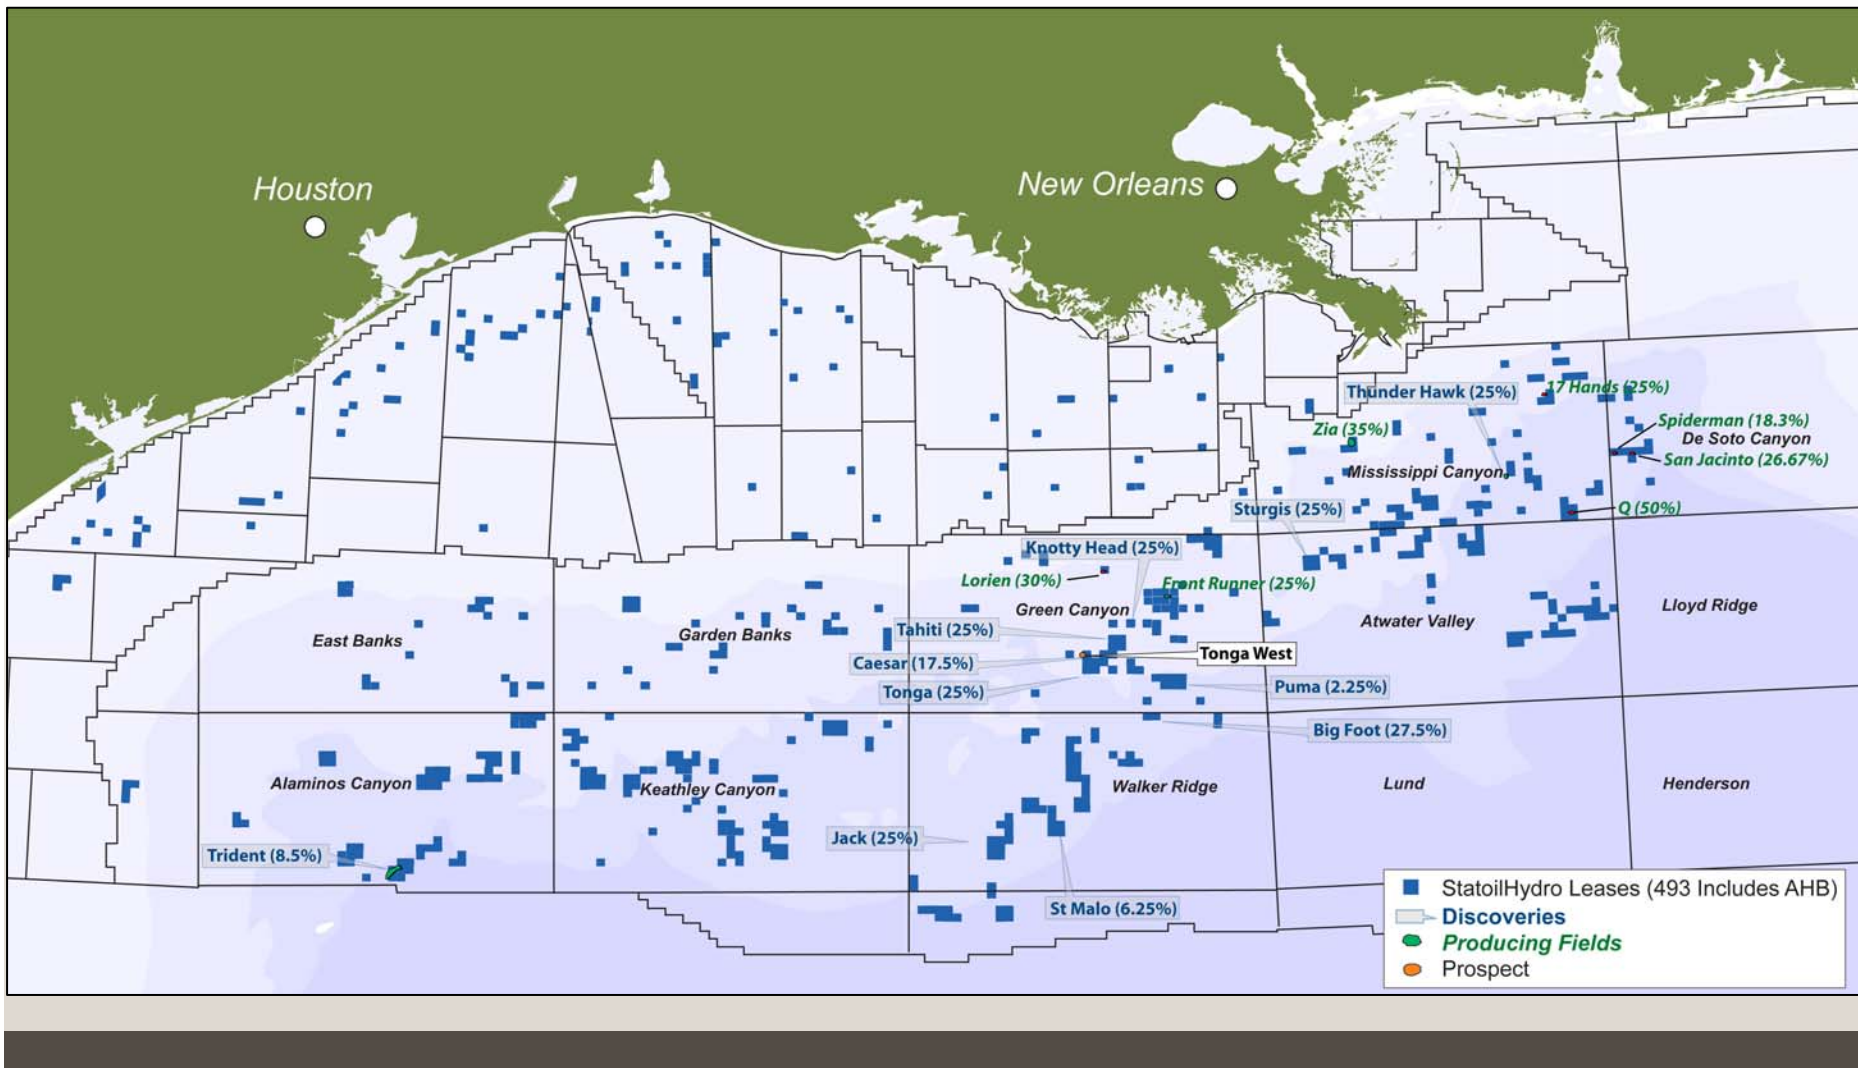 Houston
New Orleans
Thunder Hawk (25%)
17 Hands (25%)
Zia (35%)
Spiderman (18.3%)
De Soto Canyon
San Jacinto (26.67%)
Mississippi Canyon
Sturgis (25%)
Q (50%)
Knotty Head (25%)
Lorien (30%)
Front Runner (25%)
Green Canyon
Lloyd Ridge
Atwater Valley
East Banks
Garden Banks
Tahiti (25%)
Tonga West
Caesar (17.5%)
Tonga (25%)
Puma (2.25%)
Big Foot (27.5%)
Alaminos Canyon
Keathley Canyon
Walker Ridge
Lund
Henderson
Jack (25%)
Trident (8.5%)
St Malo (6.25%)
StatoilHydro Leases (493 Includes AHB)
Discoveries
Producing Fields
Prospect